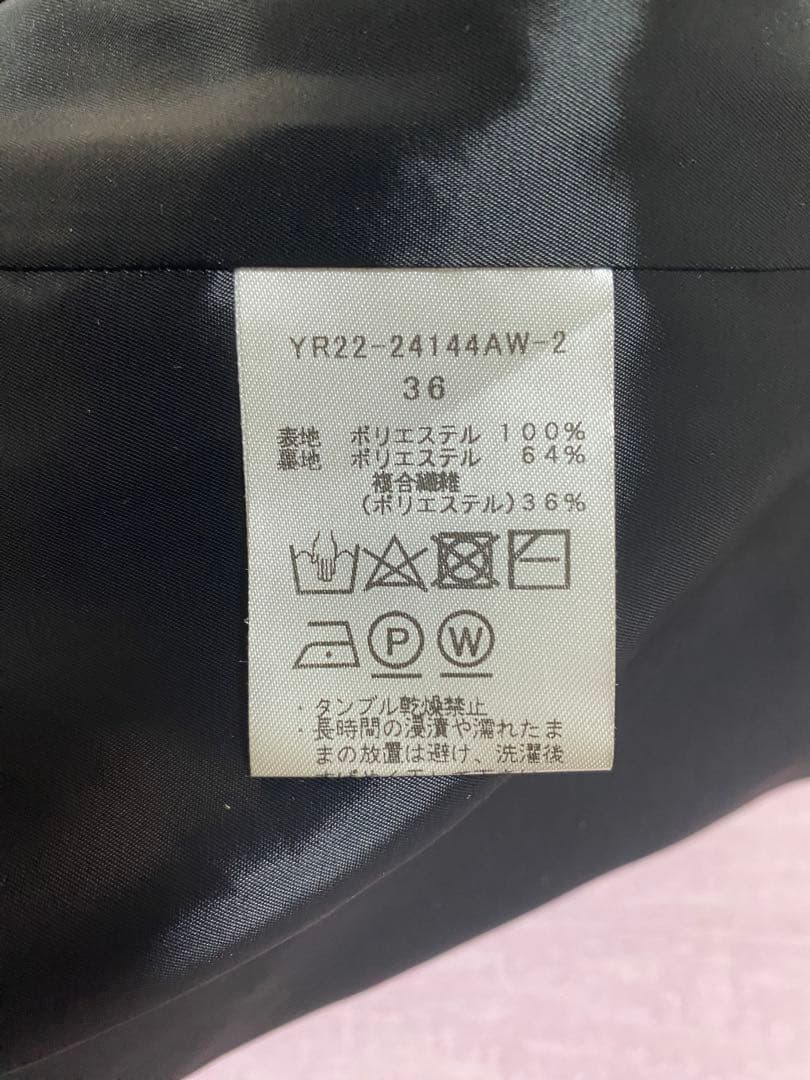 YR22-24144AW-2
36
表地 ポリエステル 100%
裏地 ポリエステル 64%
複合繊維
(ポリエステル)36%
P W
・タンブル乾燥禁止
・長時間の浸漬や濡れたま
まの放置は避け、洗濯後